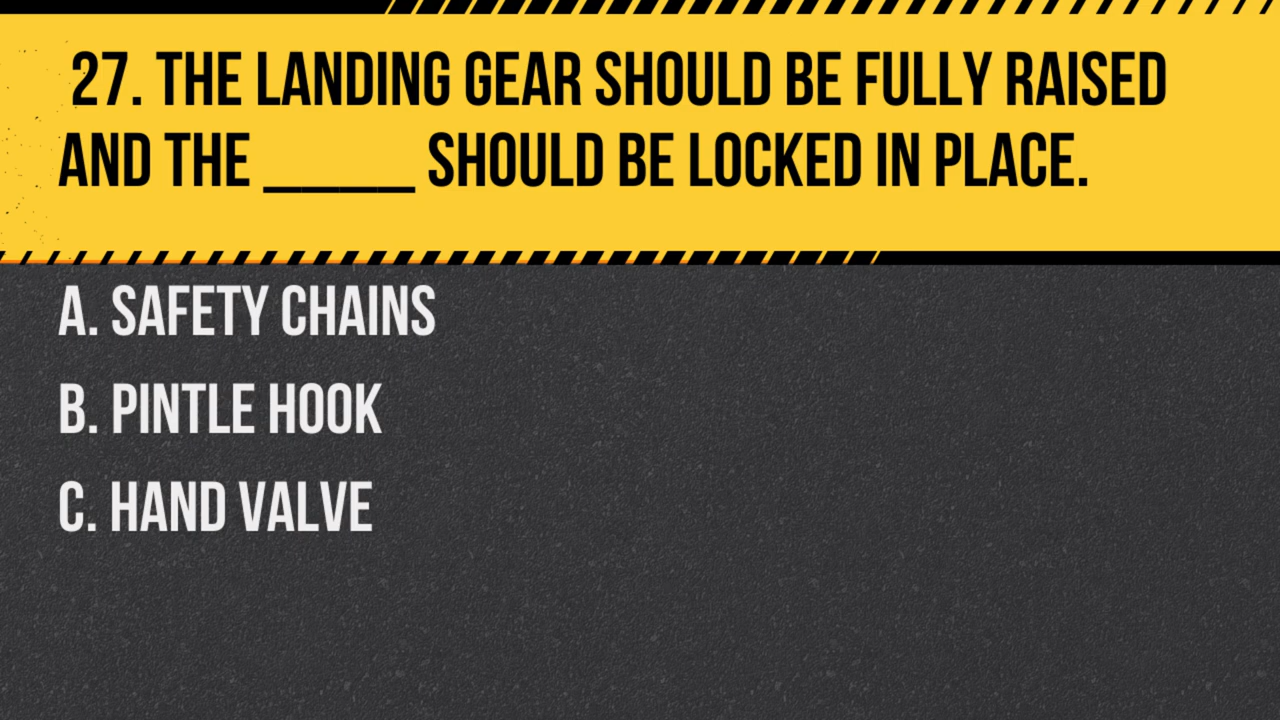 27. THE LANDING GEAR SHOULD BE FULLY RAISED
AND THE _____ SHOULD BE LOCKED IN PLACE.
A. SAFETY CHAINS
B. PINTLE HOOK
C. HAND VALVE